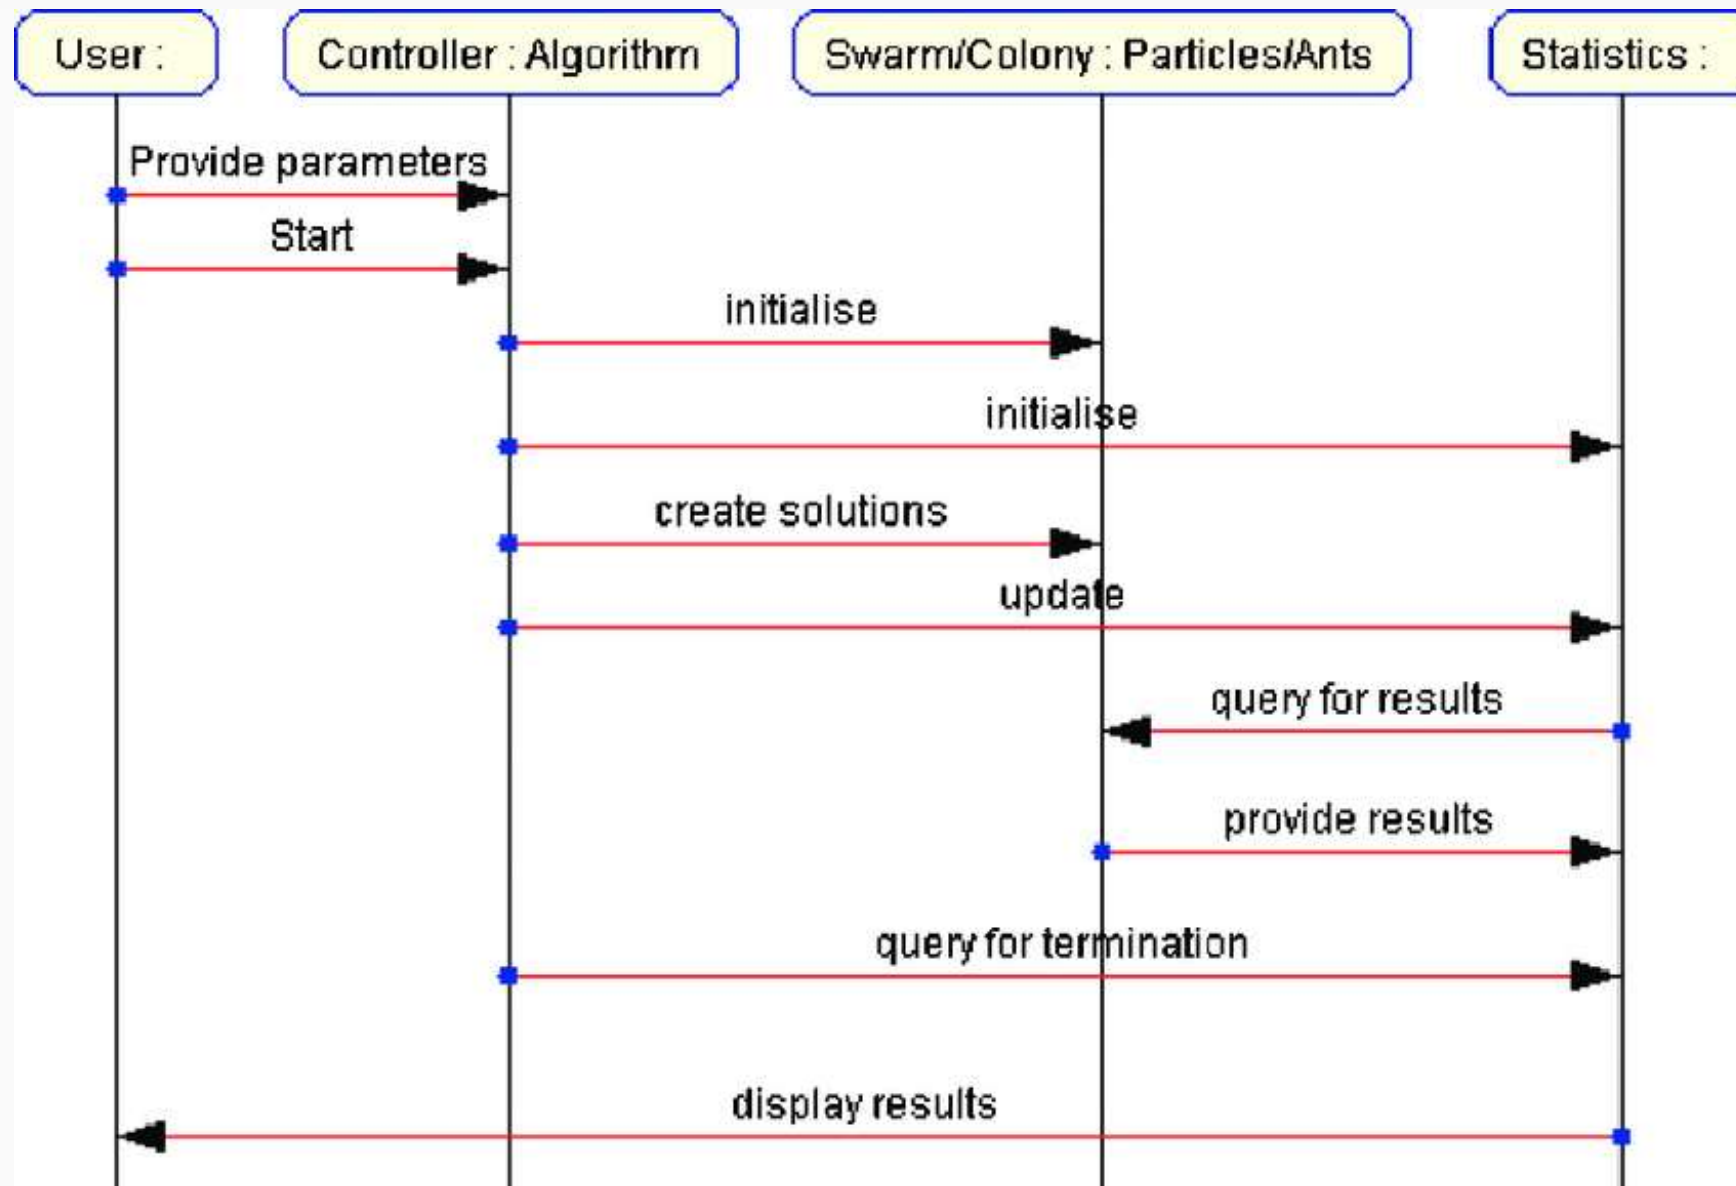 User :
Controller : Algorithm
Swarm/Colony : Particles/Ants
Statistics :
Provide parameters
Start
initialise
initialise
create solutions
update
query for results
provide results
query for termination
display results